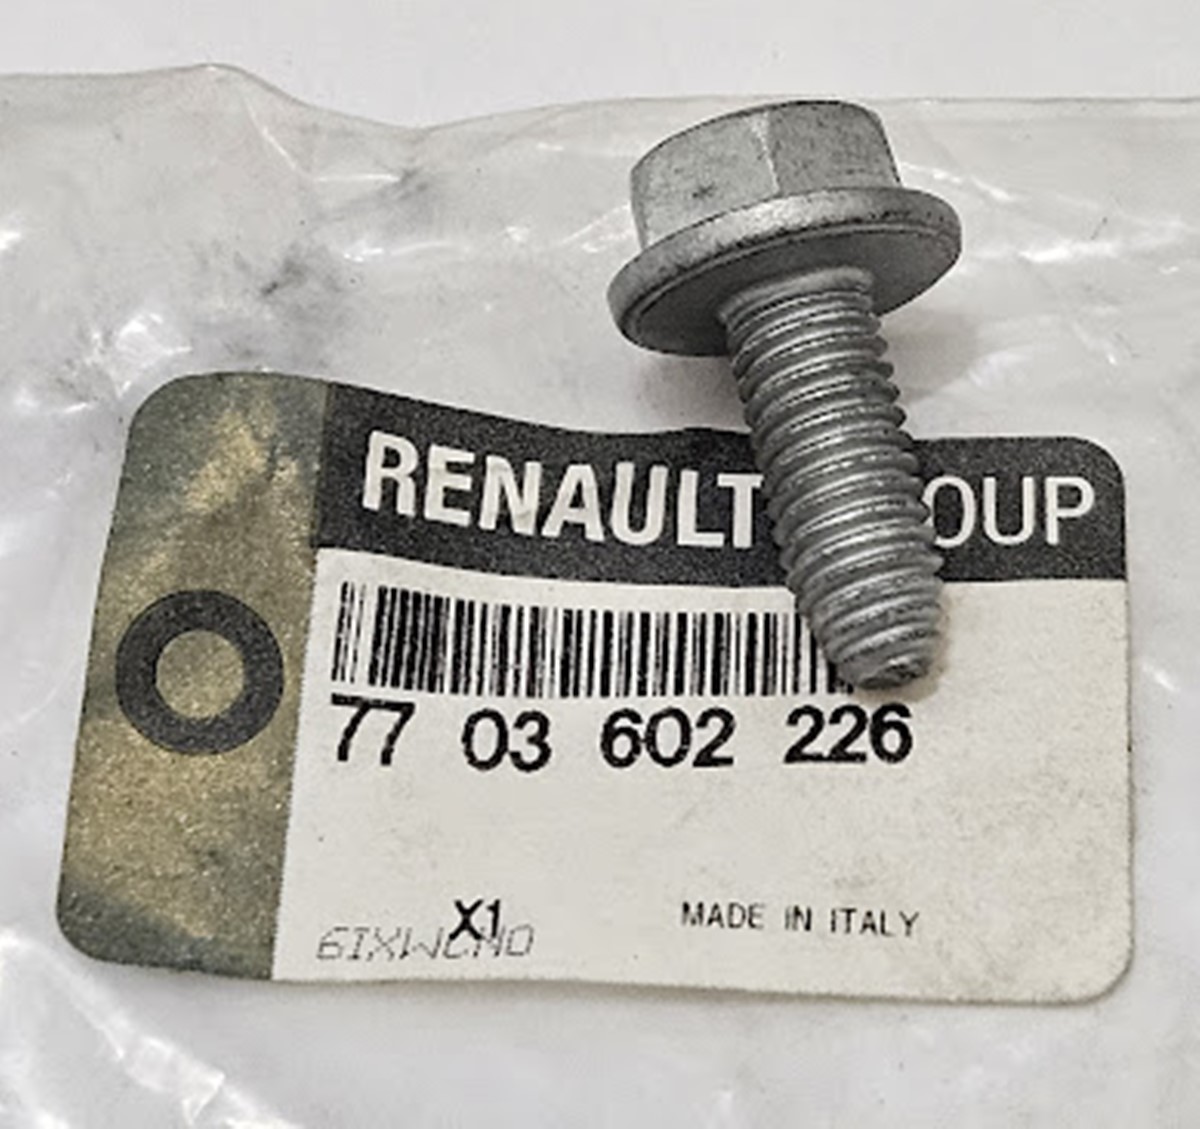 RENAULT OUP
77 03 602 226
X1
MADE IN ITALY